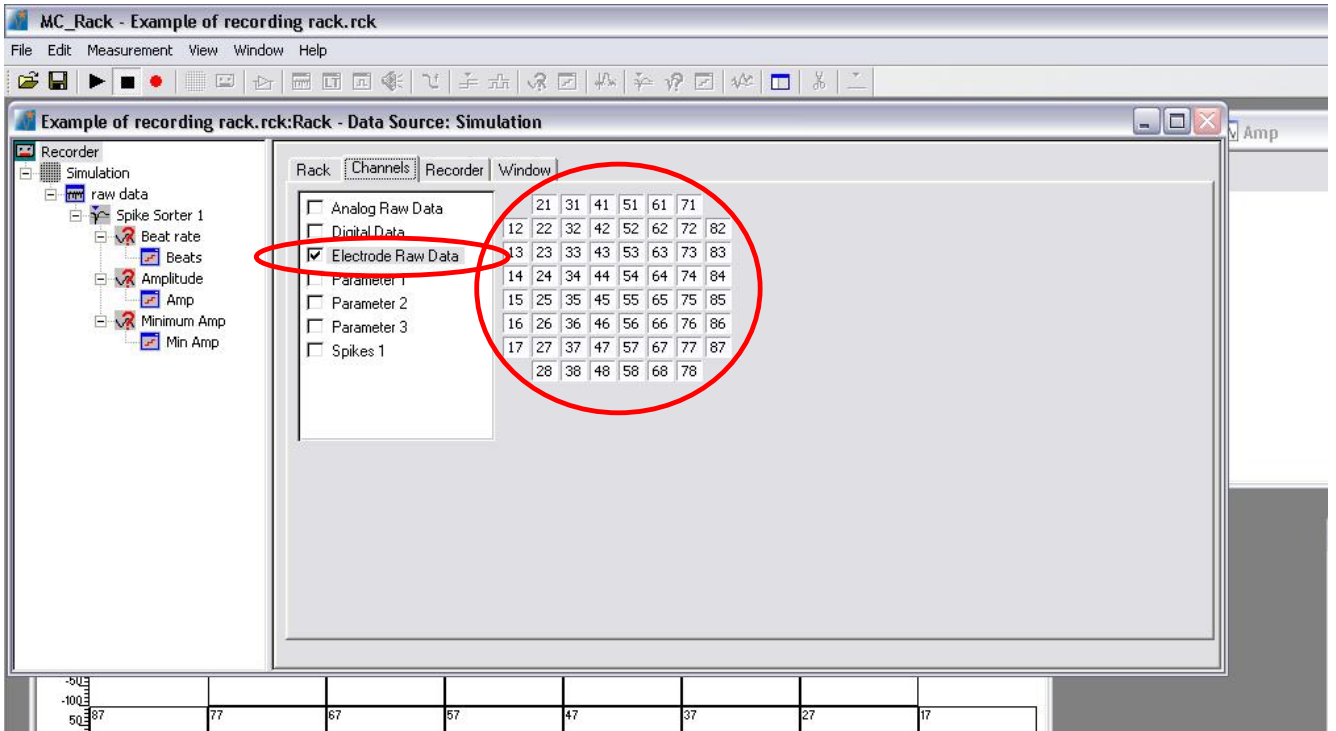 MC_Rack - Example of recording rack.rck
File Edit Measurement View Window Help
Example of recording rack.rck:Rack - Data Source: Simulation
Amp
Recorder
Simulation
raw data
Spike Sorter 1
Beat rate
Beats
Amplitude
Amp
Minimum Amp
Min Amp
Rack Channels Recorder Window
Analog Raw Data
Digital Data
Electrode Raw Data
Parameter 1
Parameter 2
Parameter 3
Spikes 1
21 31 41 51 61 71
12 22 32 42 52 62 72 82
13 23 33 43 53 63 73 83
14 24 34 44 54 64 74 84
15 25 35 45 55 65 75 85
16 26 36 46 56 66 76 86
17 27 37 47 57 67 77 87
28 38 48 58 68 78
-50
-100
50 87 77 67 57 47 37 27 17